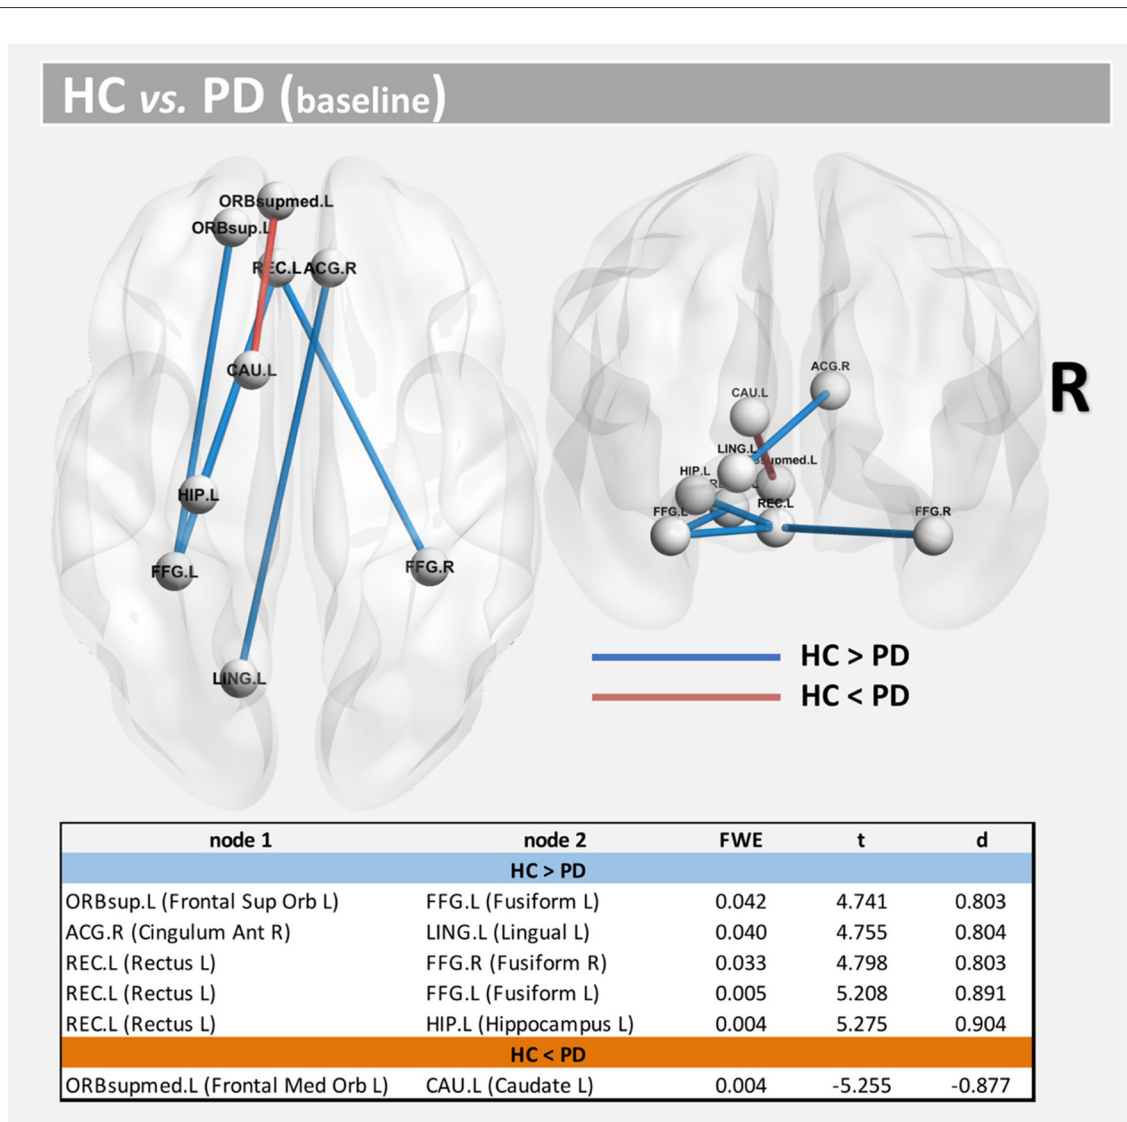 HC vs. PD (baseline)
ORBsupmed.L
ORBsup.L
REC.L ACG.R
CAU.L
HIP.L
FFG.L
FFG.R
LING.L
ACG.R
CAU.L
LING.L
HIP.L
REC.L
FFG.L
FFG.R
R
HC > PD
HC < PD
node 1 node 2 FWE t d
HC > PD
ORBsup.L (Frontal Sup Orb L) FFG.L (Fusiform L) 0.042 4.741 0.803
ACG.R (Cingulum Ant R) LING.L (Lingual L) 0.040 4.755 0.804
REC.L (Rectus L) FFG.R (Fusiform R) 0.033 4.798 0.803
REC.L (Rectus L) FFG.L (Fusiform L) 0.005 5.208 0.891
REC.L (Rectus L) HIP.L (Hippocampus L) 0.004 5.275 0.904
HC < PD
ORBsupmed.L (Frontal Med Orb L) CAU.L (Caudate L) 0.004 -5.255 -0.877